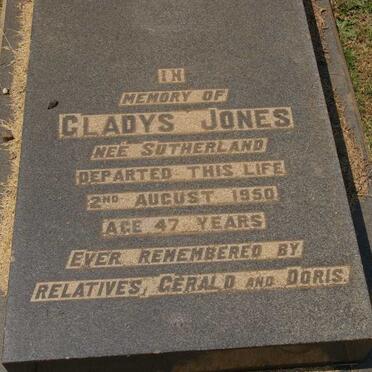 IN
MEMORY OF
GLADYS JONES
NEÉ SUTHERLAND
DEPARTED THIS LIFE
2ND AUGUST 1950
AGE 47 YEARS
EVER REMEMBERED BY
RELATIVES, GERALD AND DORIS.